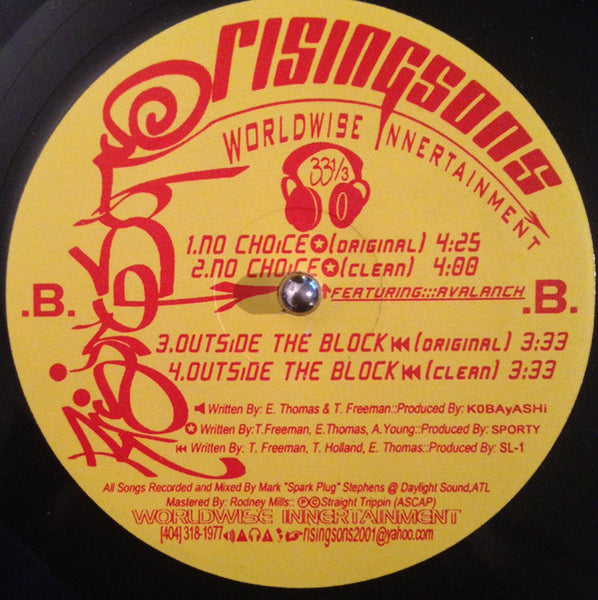 risingsons
WORLDWISE INNERTAINMENT
33 1/3
1.NO CHOiCE✪(ORIGINAL) 4:25
2.NO CHOiCE✪(CLEAN) 4:00
FEATURING:::AVALANCH
.B. .B.
3.OUTSiDE THE BLOCK⏮(ORIGINAL) 3:33
4.OUTSiDE THE BLOCK⏮(CLEAN) 3:33
Written By: E. Thomas & T. Freeman::Produced By: KOBAyASHi
✪ Written By:T.Freeman, E.Thomas, A.Young::Produced By: SPORTY
⏮ Written By: T. Freeman, T. Holland, E. Thomas::Produced By: SL-1
All Songs Recorded and Mixed By Mark "Spark Plug" Stephens @ Daylight Sound,ATL
Mastered By: Rodney Mills:: ℗©Straight Trippin (ASCAP)
WORLDWISE INNERTAINMENT
[404] 318-1977 risingsons2001@yahoo.com